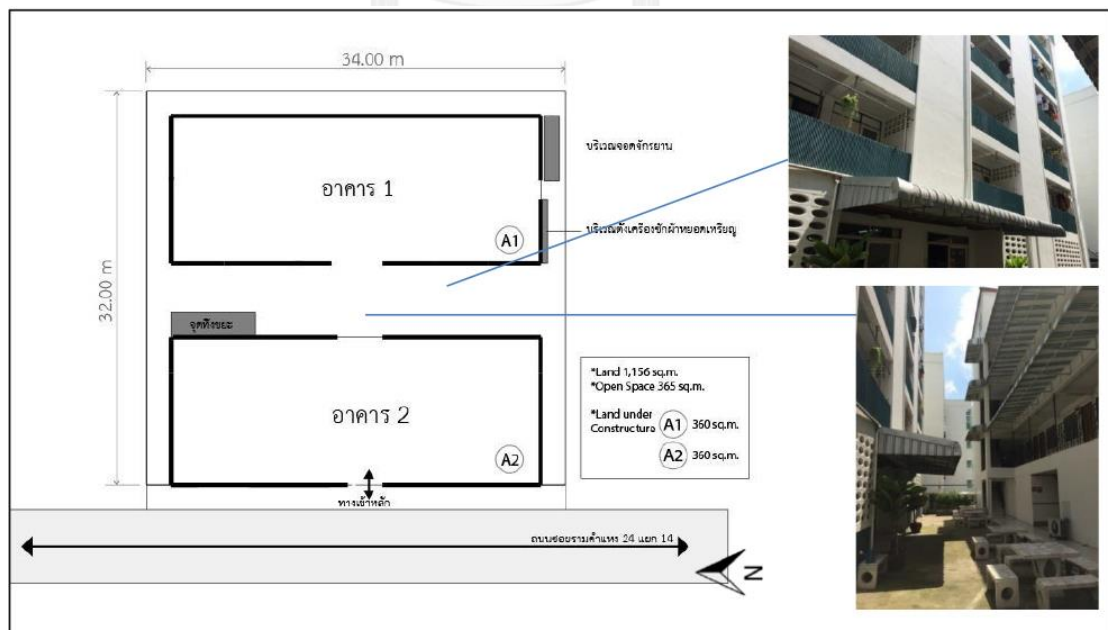 34.00 m
32.00 m
อาคาร 1
A1
บริเวณจอดจักรยาน
บริเวณตั้งเครื่องซักผ้าหยอดเหรียญ
จุดทิ้งขยะ
อาคาร 2
A2
*Land 1,156 sq.m.
*Open Space 365 sq.m.
*Land under
Constructure A1 360 sq.m.
A2 360 sq.m.
ทางเข้าหลัก
ถนนซอยรามคำแหง 24 แยก 14
N